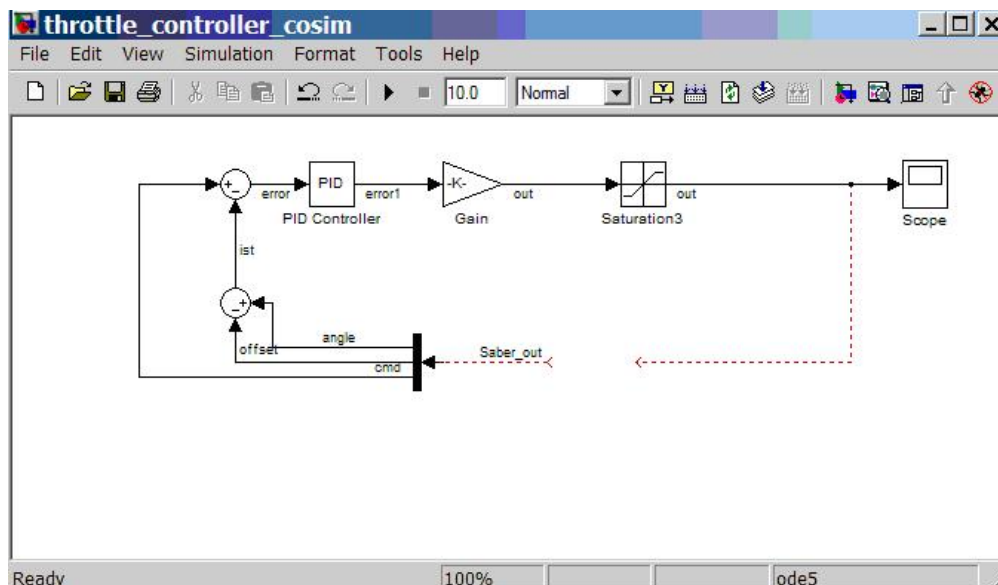 throttle_controller_cosim
File Edit View Simulation Format Tools Help
10.0 Normal
+ - error PID error1 -K- out out
PID Controller Gain Saturation3 Scope
ist
- +
angle
offset Saber_out
cmd
Ready 100% ode5